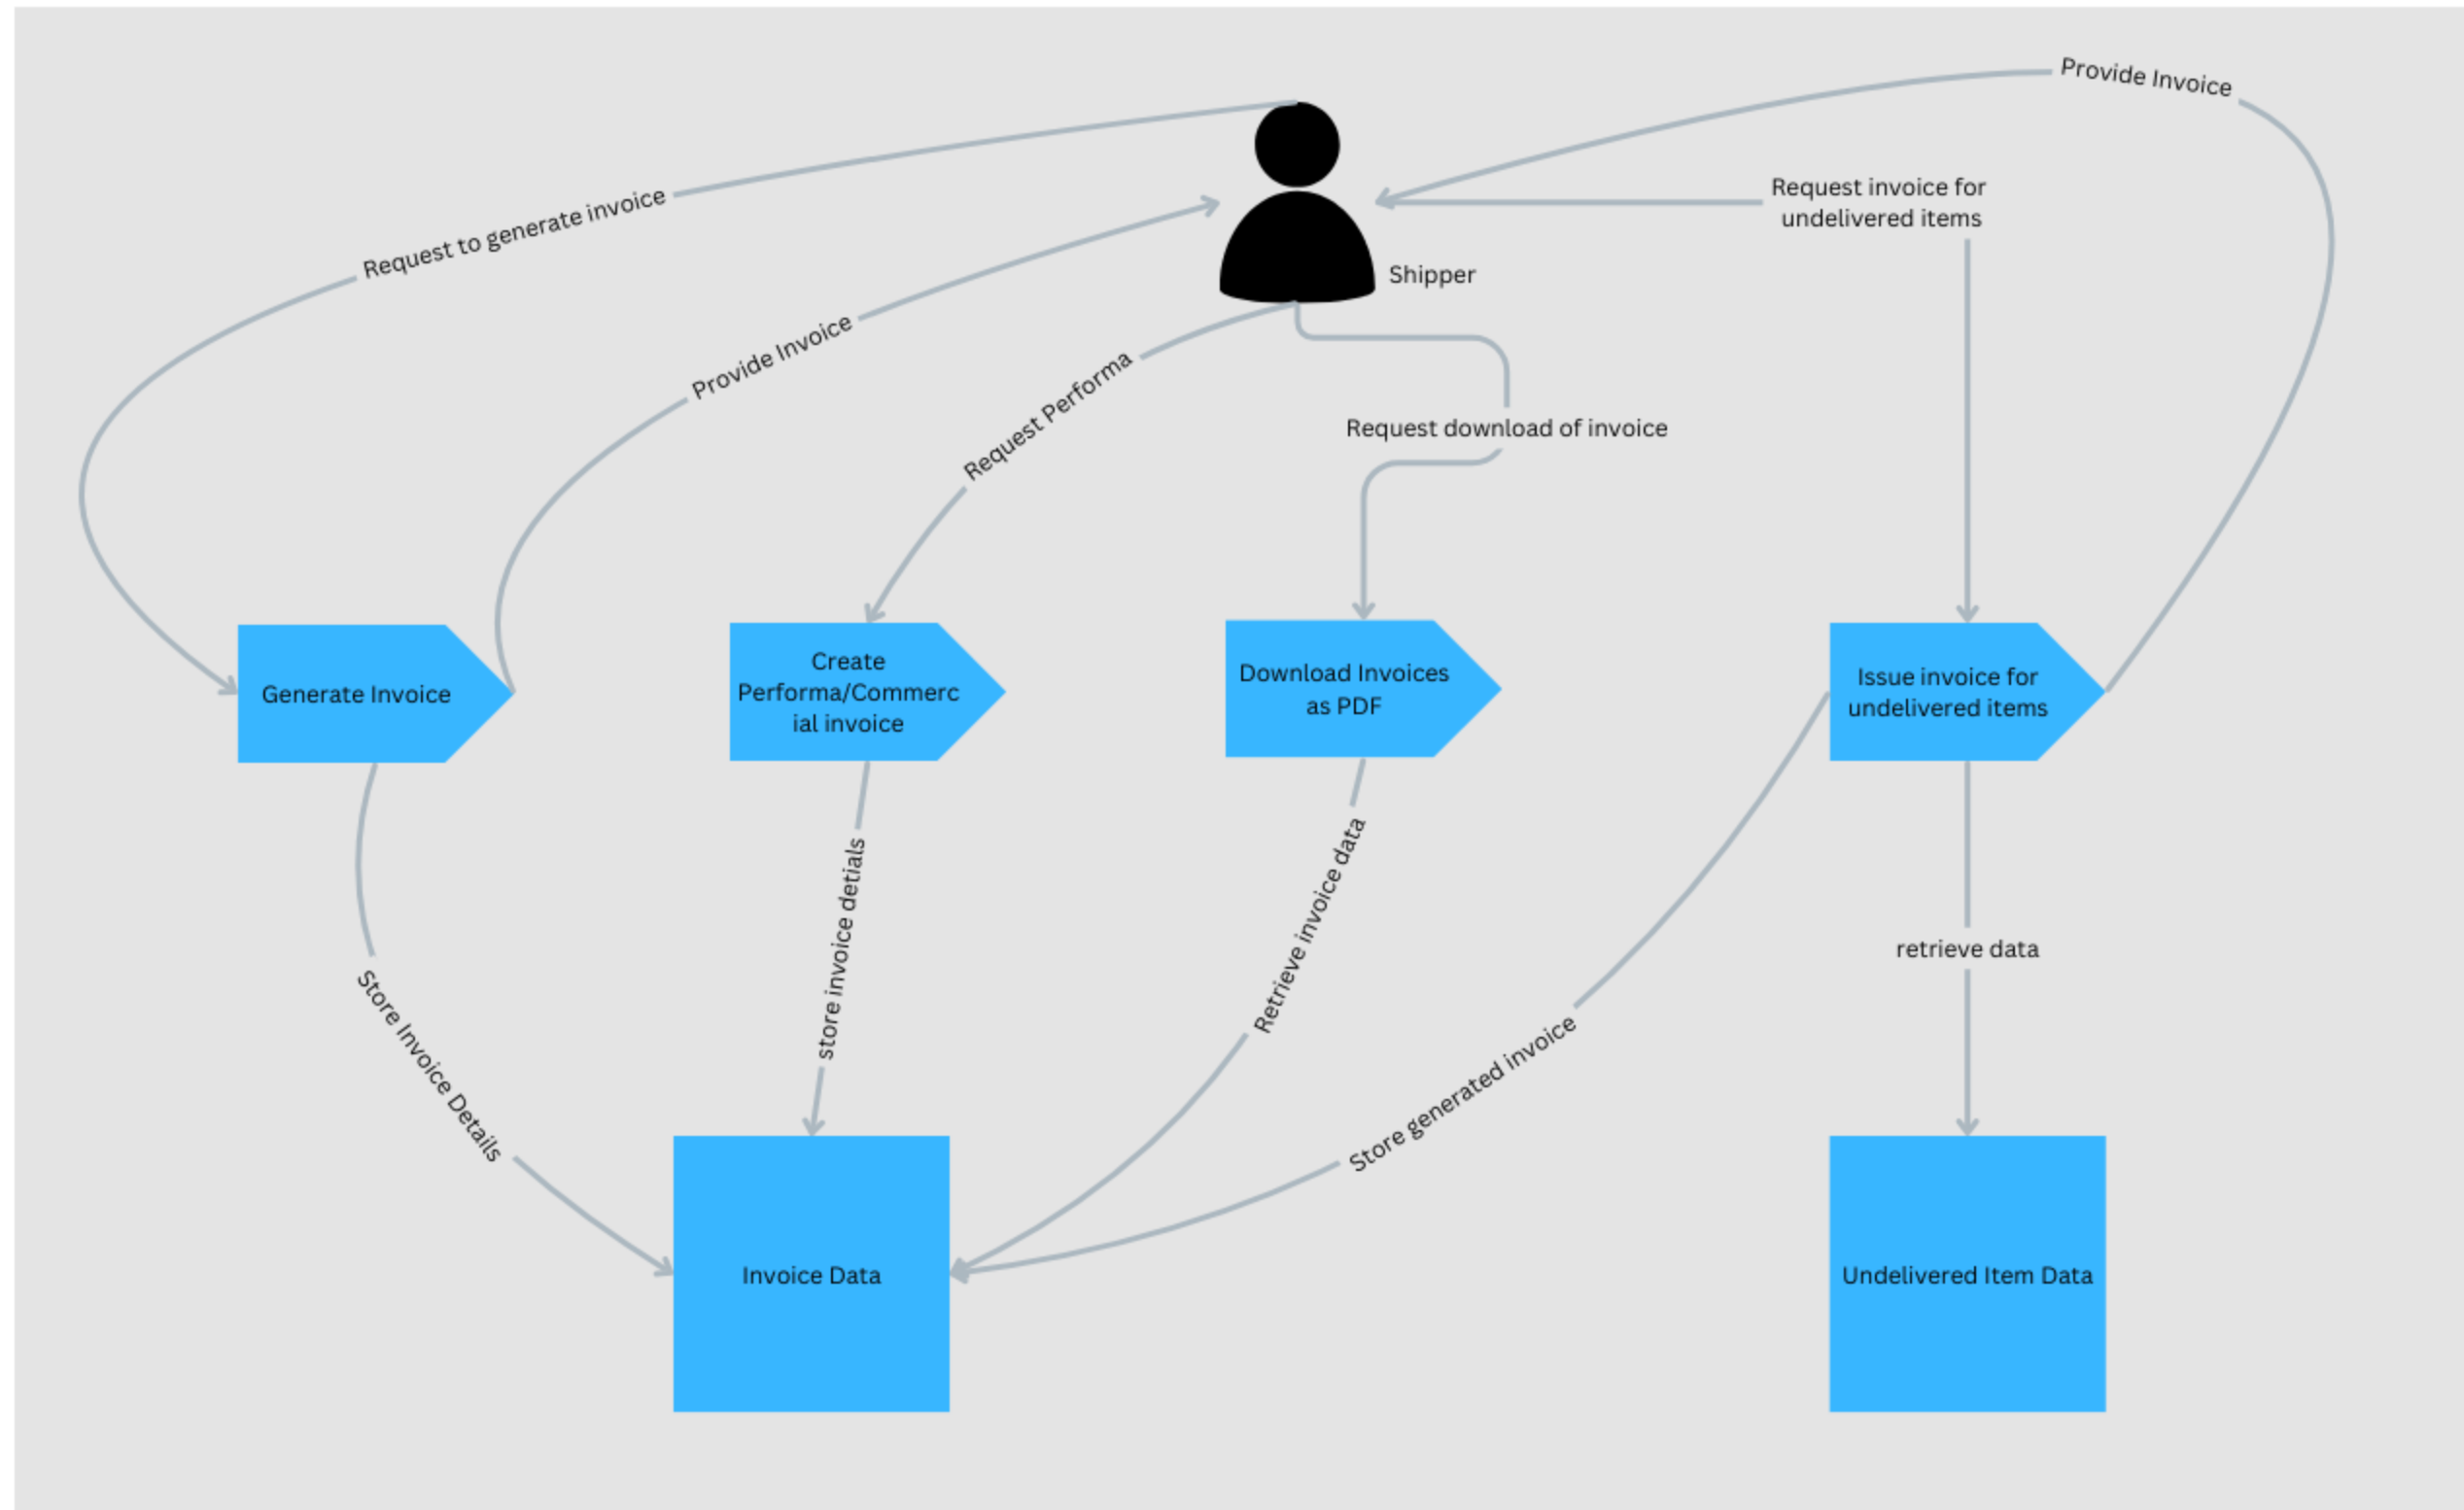 Provide Invoice
Request invoice for
undelivered items
Request to generate invoice
Shipper
Provide Invoice
Request Performa
Request download of invoice
Generate Invoice
Create
Performa/Commerc
ial invoice
Download Invoices
as PDF
Issue invoice for
undelivered items
Store Invoice Details
store invoice detials
Retrieve invoice data
Store generated invoice
retrieve data
Invoice Data
Undelivered Item Data